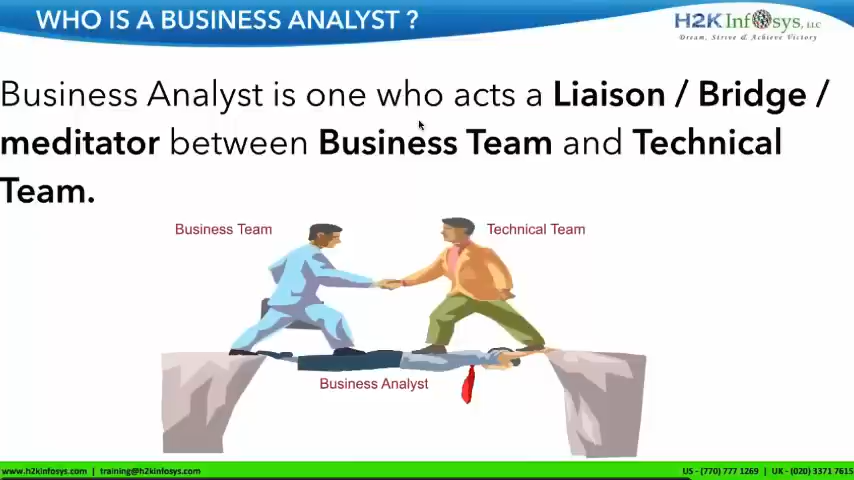 WHO IS A BUSINESS ANALYST ?
H2K Infosys, LLC
Dream, Strive & Achieve Victory
Business Analyst is one who acts a Liaison / Bridge /
meditator between Business Team and Technical
Team.
Business Team
Technical Team
Business Analyst
www.h2kinfosys.com | training@h2kinfosys.com
US - (770) 777 1269 | UK - (020) 3371 7615